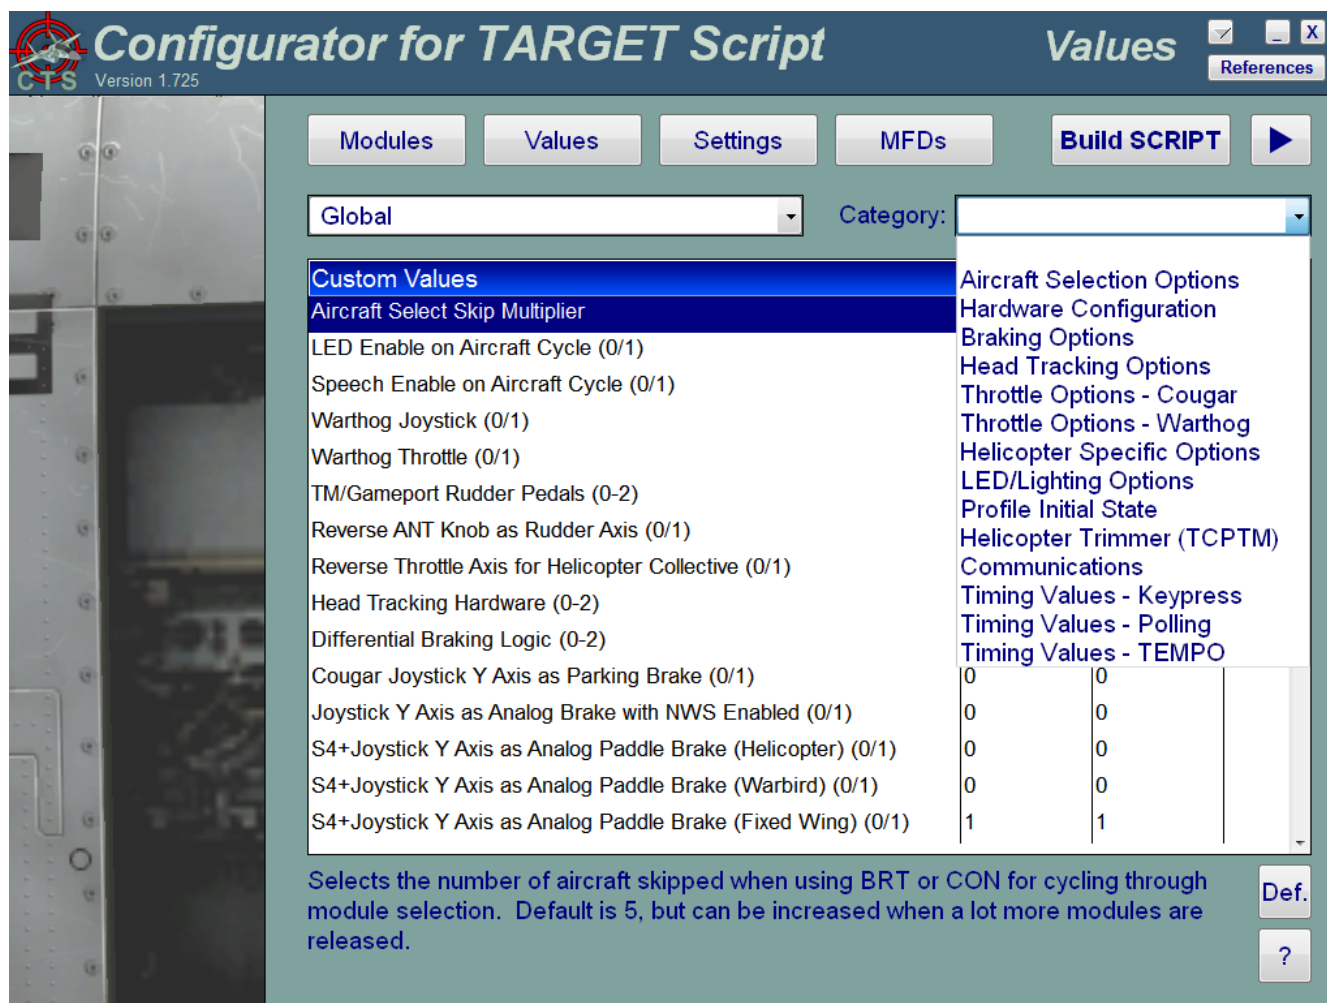 Configurator for TARGET Script
Values
CTS
Version 1.725
_
X
References
Modules
Values
Settings
MFDs
Build SCRIPT
Global
Category:
Custom Values
Aircraft Select Skip Multiplier
LED Enable on Aircraft Cycle (0/1)
Speech Enable on Aircraft Cycle (0/1)
Warthog Joystick (0/1)
Warthog Throttle (0/1)
TM/Gameport Rudder Pedals (0-2)
Reverse ANT Knob as Rudder Axis (0/1)
Reverse Throttle Axis for Helicopter Collective (0/1)
Head Tracking Hardware (0-2)
Differential Braking Logic (0-2)
Cougar Joystick Y Axis as Parking Brake (0/1) 0 0
Joystick Y Axis as Analog Brake with NWS Enabled (0/1) 0 0
S4+Joystick Y Axis as Analog Paddle Brake (Helicopter) (0/1) 0 0
S4+Joystick Y Axis as Analog Paddle Brake (Warbird) (0/1) 0 0
S4+Joystick Y Axis as Analog Paddle Brake (Fixed Wing) (0/1) 1 1
Aircraft Selection Options
Hardware Configuration
Braking Options
Head Tracking Options
Throttle Options - Cougar
Throttle Options - Warthog
Helicopter Specific Options
LED/Lighting Options
Profile Initial State
Helicopter Trimmer (TCPTM)
Communications
Timing Values - Keypress
Timing Values - Polling
Timing Values - TEMPO
Selects the number of aircraft skipped when using BRT or CON for cycling through
module selection.  Default is 5, but can be increased when a lot more modules are
released.
Def.
?